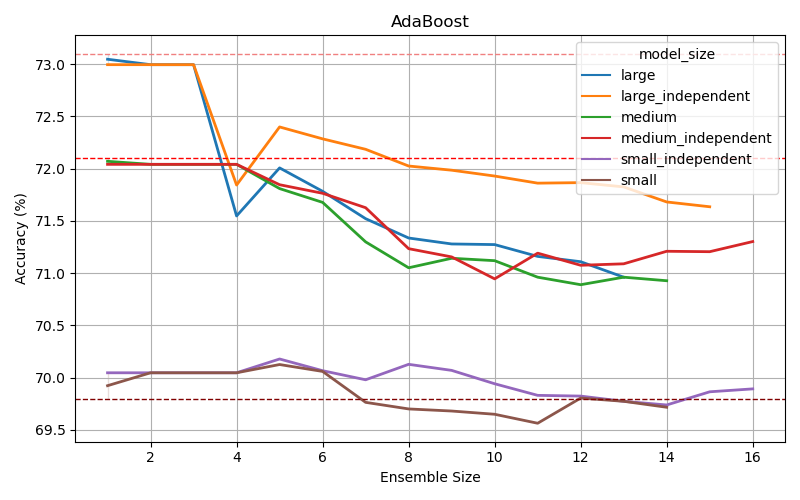 AdaBoost
model_size
large
large_independent
medium
medium_independent
small_independent
small
Accuracy (%)
73.0
72.5
72.0
71.5
71.0
70.5
70.0
69.5
2 4 6 8 10 12 14 16
Ensemble Size